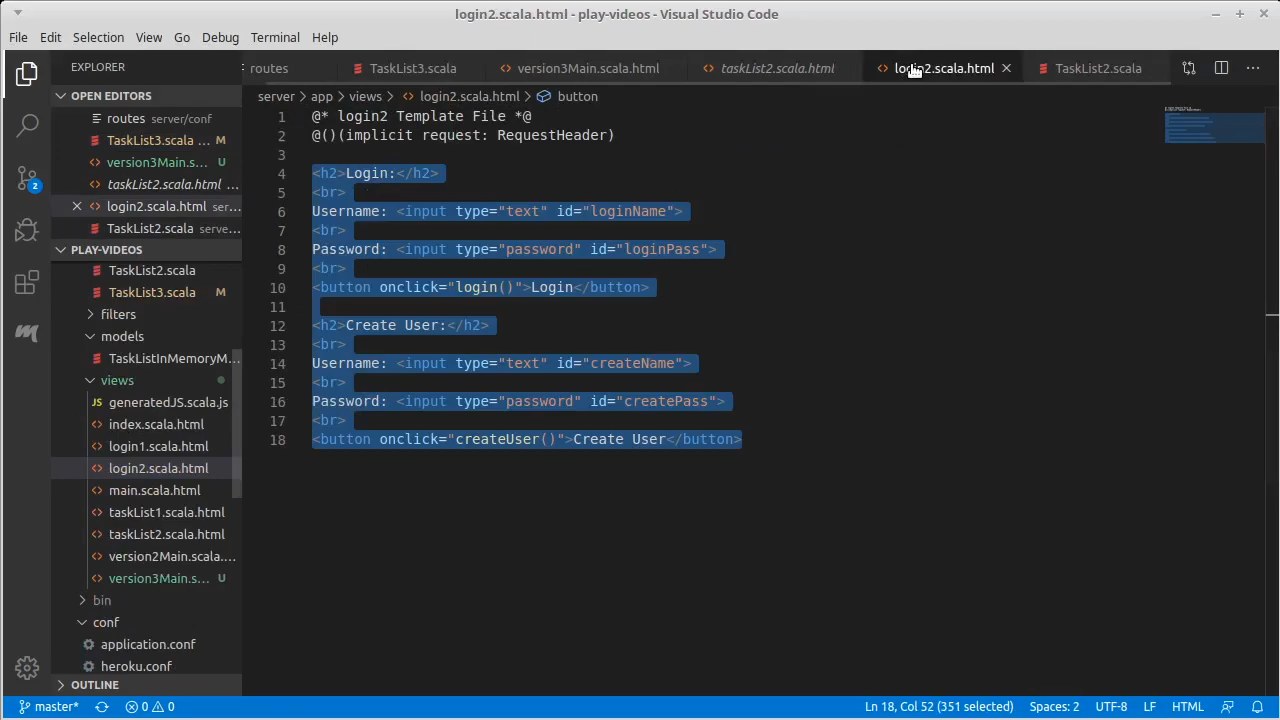 login2.scala.html - play-videos - Visual Studio Code
File Edit Selection View Go Debug Terminal Help
EXPLORER
routes TaskList3.scala version3Main.scala.html taskList2.scala.html login2.scala.html TaskList2.scala
OPEN EDITORS
server app views login2.scala.html button
routes server/conf
TaskList3.scala ... M
version3Main.s... U
taskList2.scala.html ...
login2.scala.html ser...
TaskList2.scala serve...
PLAY-VIDEOS
TaskList2.scala
TaskList3.scala M
filters
models
TaskListInMemoryM...
views
JS generatedJS.scala.js
index.scala.html
login1.scala.html
login2.scala.html
main.scala.html
taskList1.scala.html
taskList2.scala.html
version2Main.scala....
version3Main.s... U
bin
conf
application.conf
heroku.conf
OUTLINE
1 @* login2 Template File *@
2 @()(implicit request: RequestHeader)
3
4 <h2>Login:</h2>
5 <br>
6 Username: <input type="text" id="loginName">
7 <br>
8 Password: <input type="password" id="loginPass">
9 <br>
10 <button onclick="login()">Login</button>
11
12 <h2>Create User:</h2>
13 <br>
14 Username: <input type="text" id="createName">
15 <br>
16 Password: <input type="password" id="createPass">
17 <br>
18 <button onclick="createUser()">Create User</button>
2
master* 0 0 Ln 18, Col 52 (351 selected) Spaces: 2 UTF-8 LF HTML